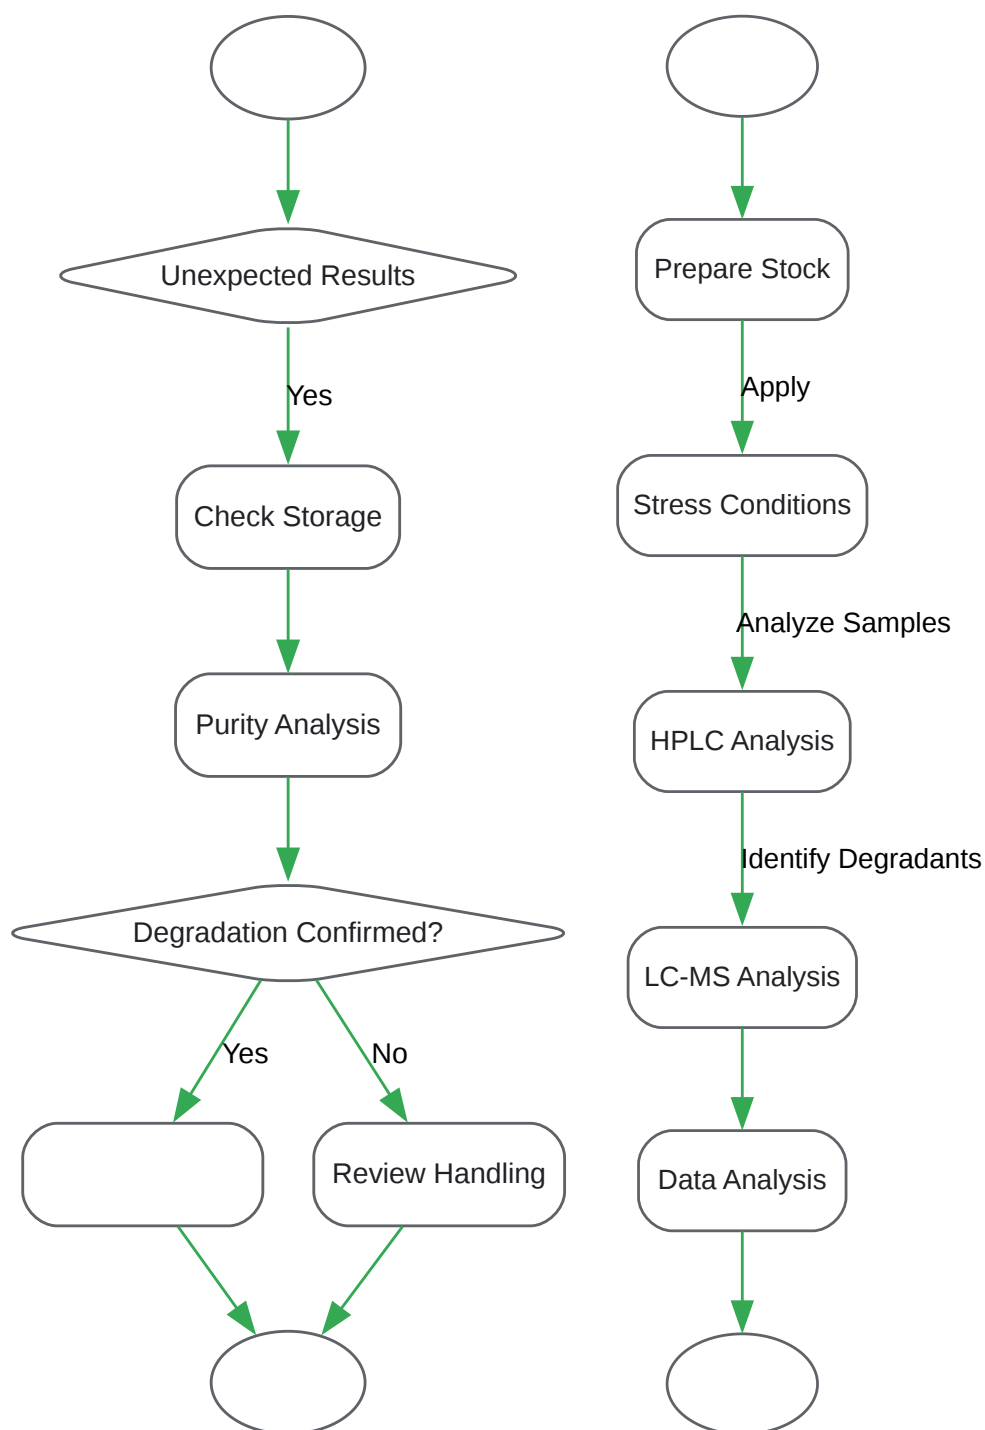 Unexpected Results
Yes
Check Storage
Purity Analysis
Degradation Confirmed?
Yes
No
Review Handling
Prepare Stock
Apply
Stress Conditions
Analyze Samples
HPLC Analysis
Identify Degradants
LC-MS Analysis
Data Analysis